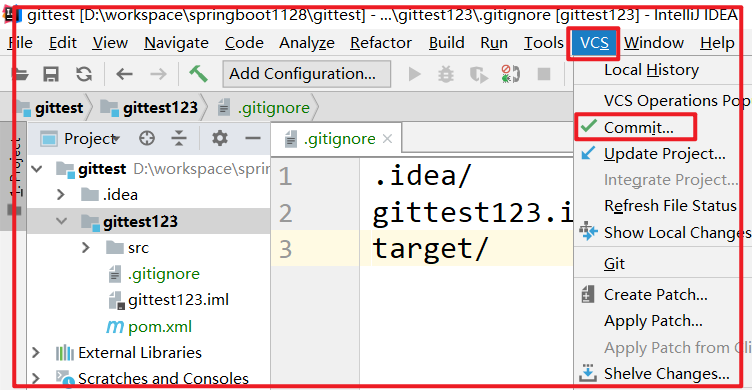 gittest [D:\workspace\springboot1128\gittest] - ...\gittest123\.gitignore [gittest123] - IntelliJ IDEA
File Edit View Navigate Code Analyze Refactor Build Run Tools VCS Window Help
Add Configuration...
gittest gittest123 .gitignore
1: Project
Project
.gitignore
gittest D:\workspace\sprin
.idea
gittest123
src
.gitignore
gittest123.iml
pom.xml
External Libraries
Scratches and Consoles
1 .idea/
2 gittest123.i
3 target/
Local History
VCS Operations Pop
Commit...
Update Project...
Integrate Project...
Refresh File Status
Show Local Changes
Git
Create Patch...
Apply Patch...
Apply Patch from Cli
Shelve Changes...